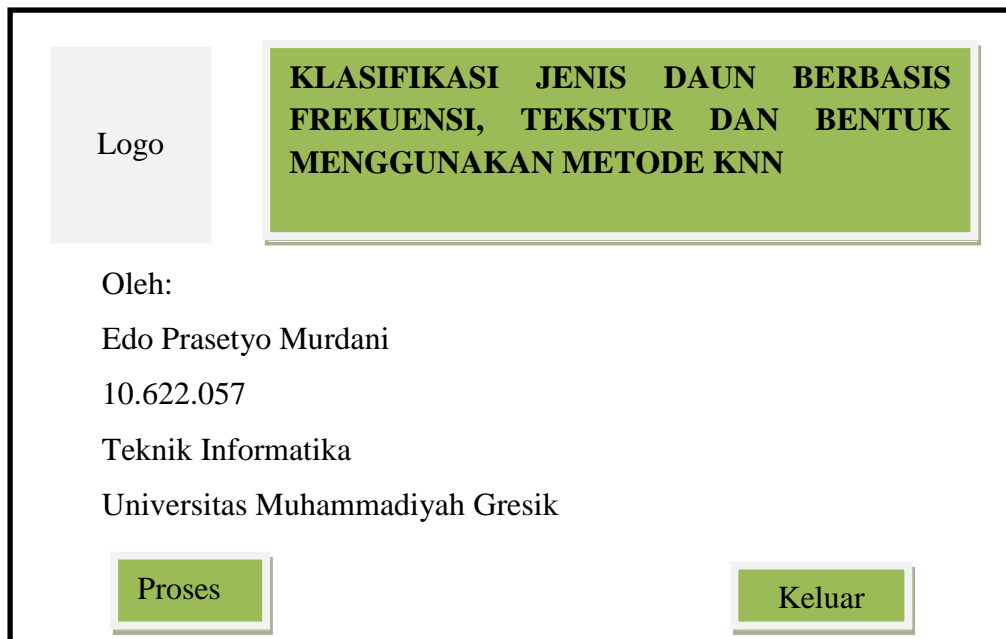 Logo
KLASIFIKASI JENIS DAUN BERBASIS
FREKUENSI, TEKSTUR DAN BENTUK
MENGGUNAKAN METODE KNN
Oleh:
Edo Prasetyo Murdani
10.622.057
Teknik Informatika
Universitas Muhammadiyah Gresik
Proses
Keluar